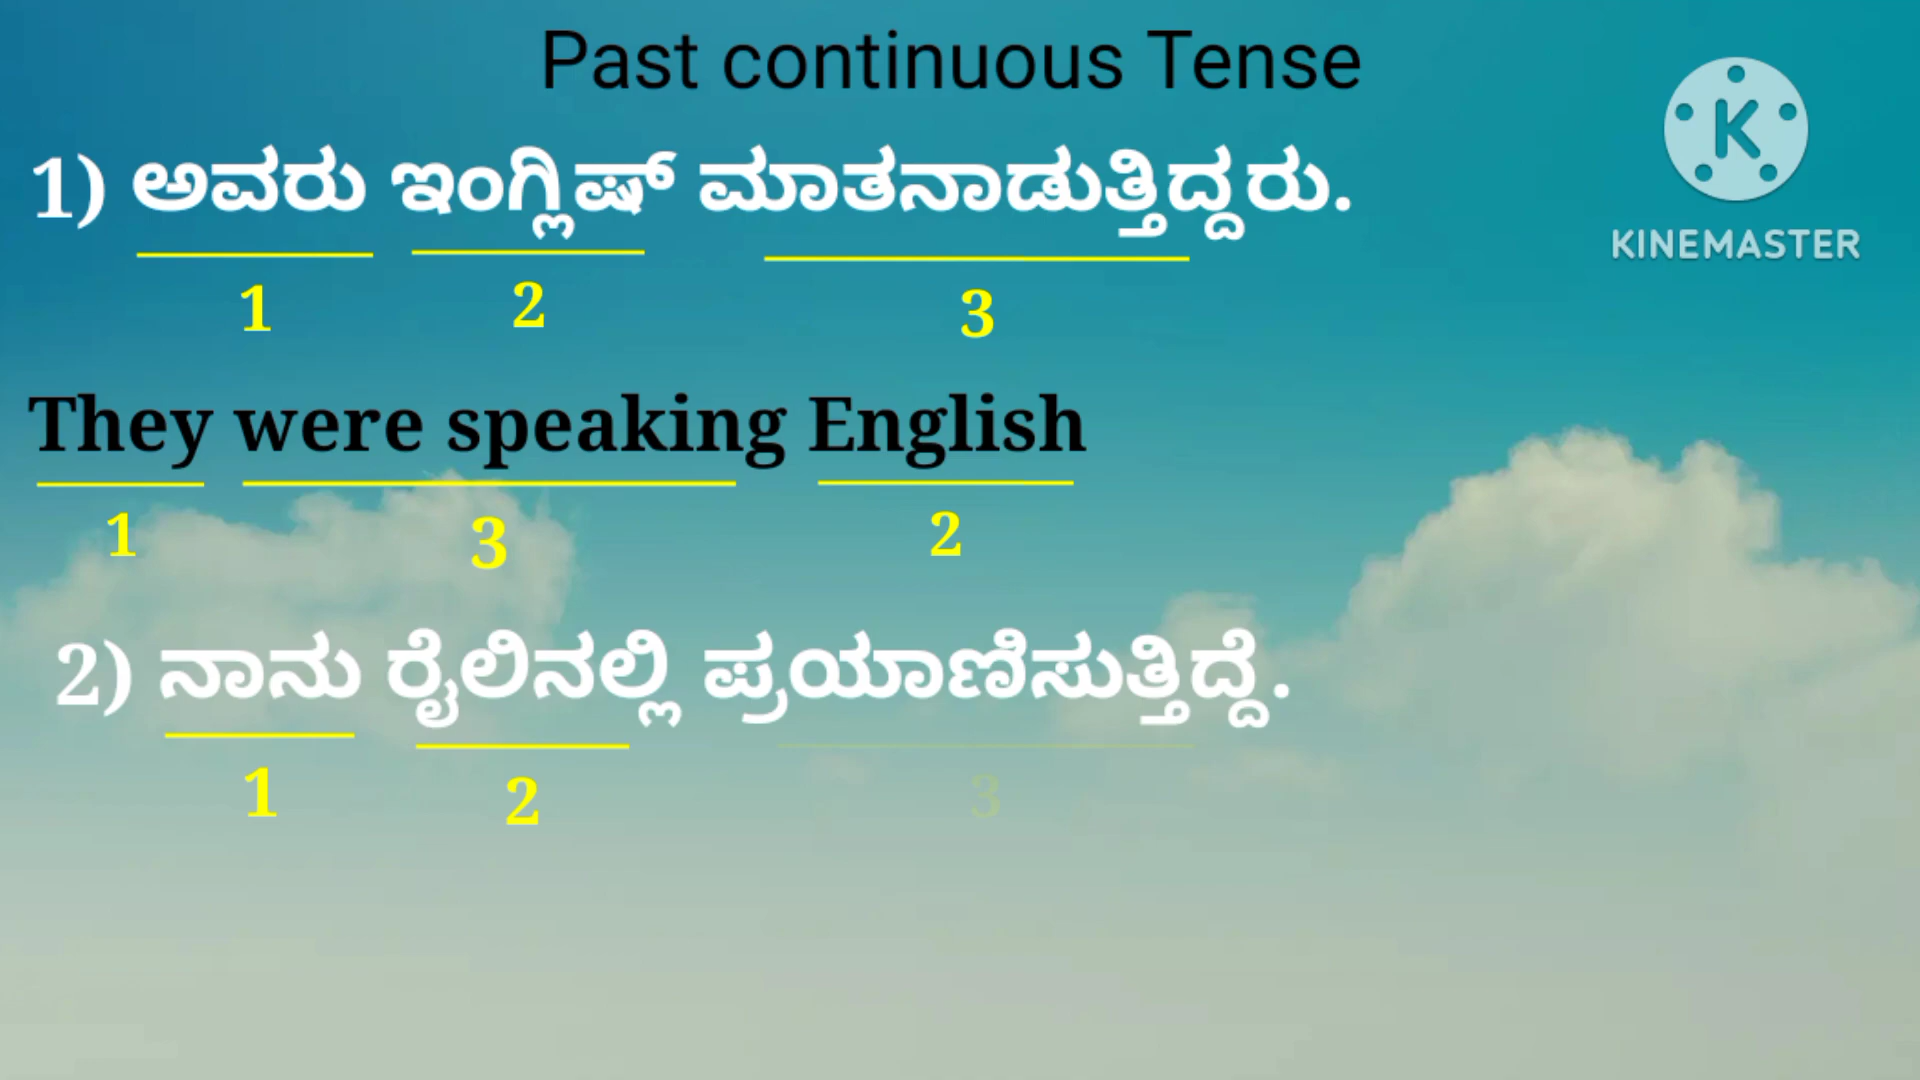 Past continuous Tense
K
KINEMASTER
1) ಅವರು ಇಂಗ್ಲಿಷ್ ಮಾತನಾಡುತ್ತಿದ್ದರು.
1 2 3
They were speaking English
1 3 2
2) ನಾನು ರೈಲಿನಲ್ಲಿ ಪ್ರಯಾಣಿಸುತ್ತಿದ್ದೆ.
1 2 3